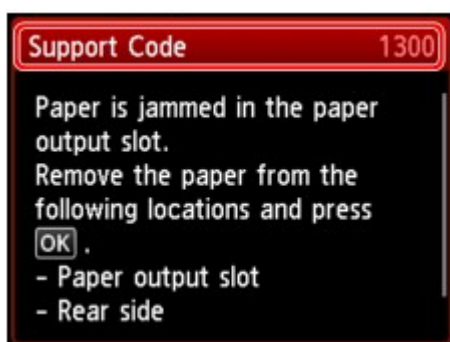 Support Code 1300
Paper is jammed in the paper
output slot.
Remove the paper from the
following locations and press
OK .
- Paper output slot
- Rear side